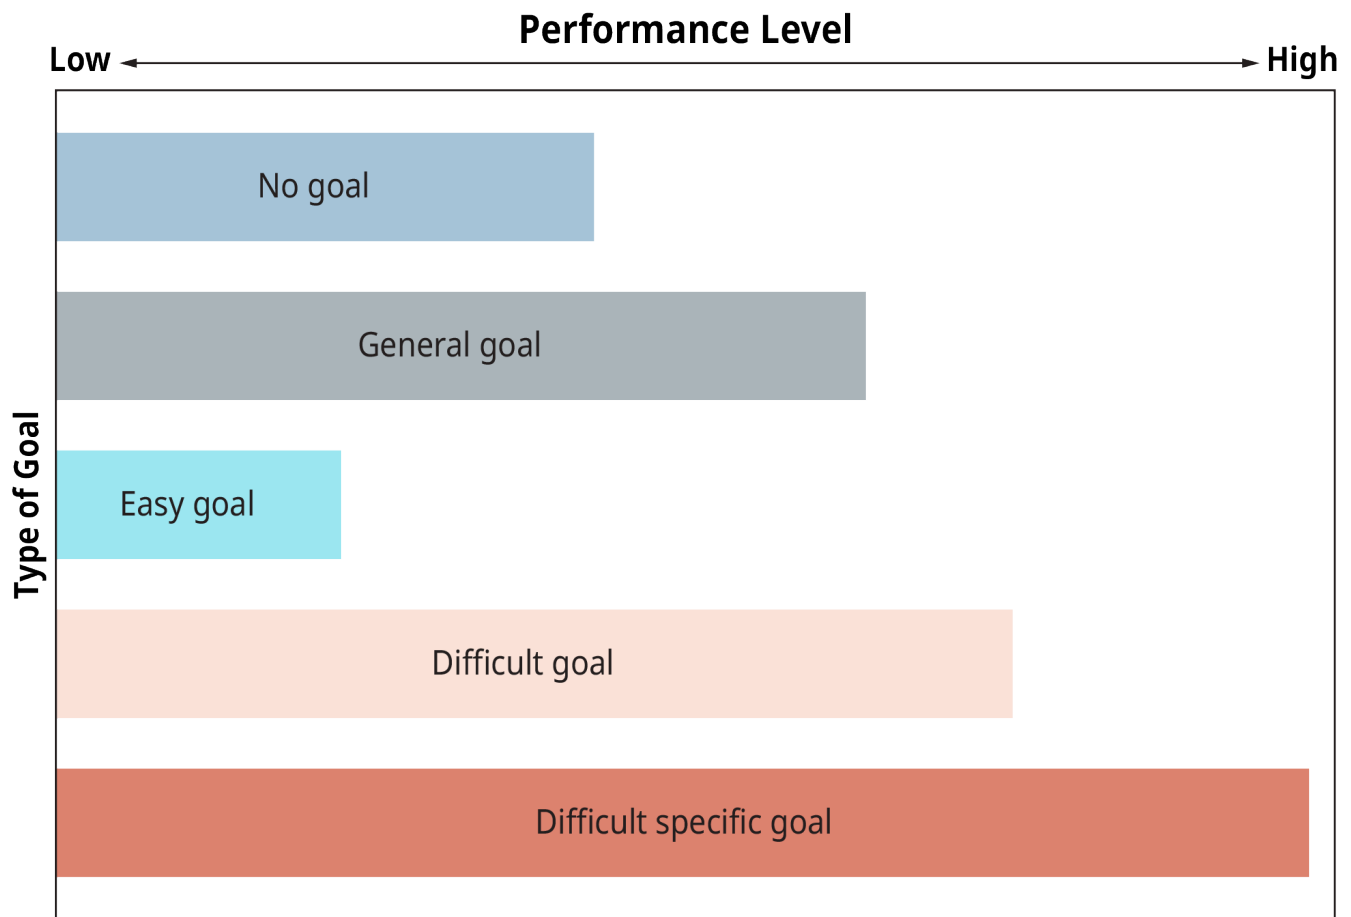 Performance Level
Low
High
No goal
General goal
Type of Goal
Easy goal
Difficult goal
Difficult specific goal